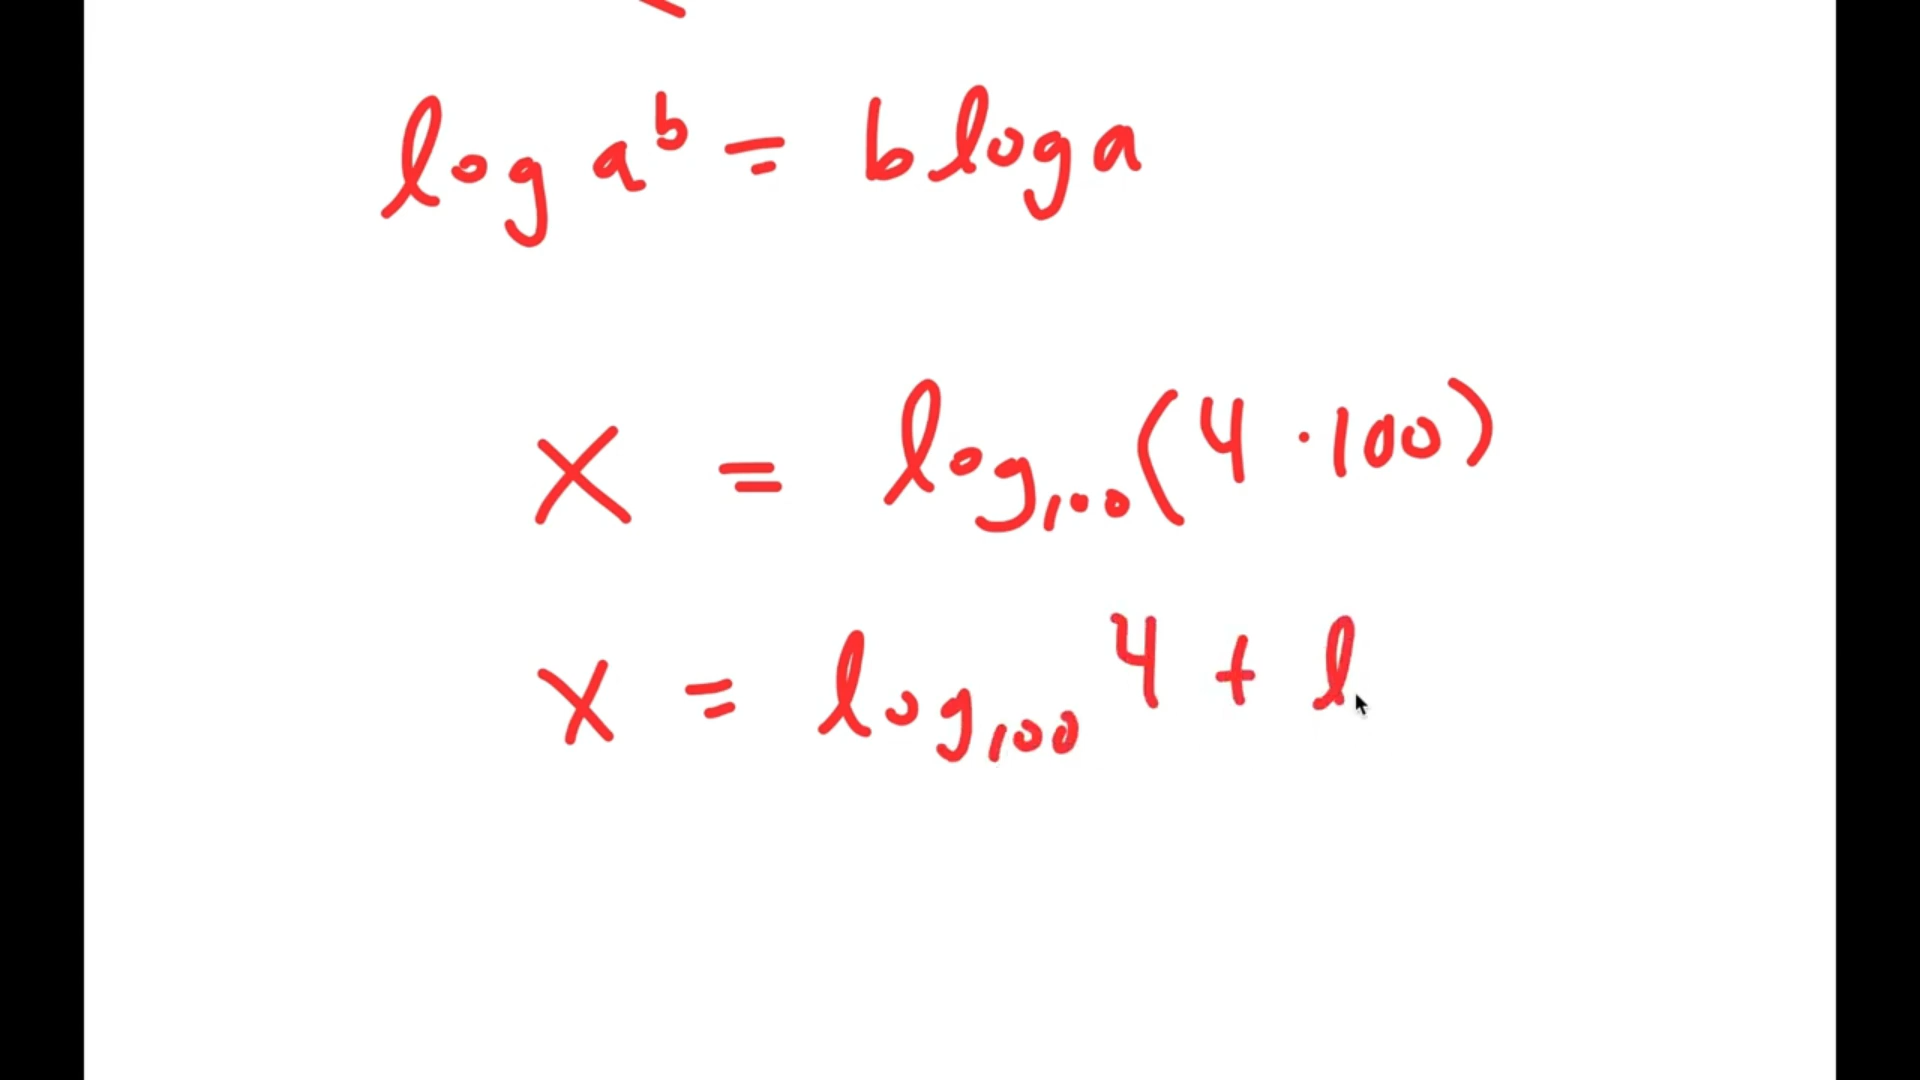 log a^b = b log a
x = log₁₀₀(4 · 100)
x = log₁₀₀ 4 + l